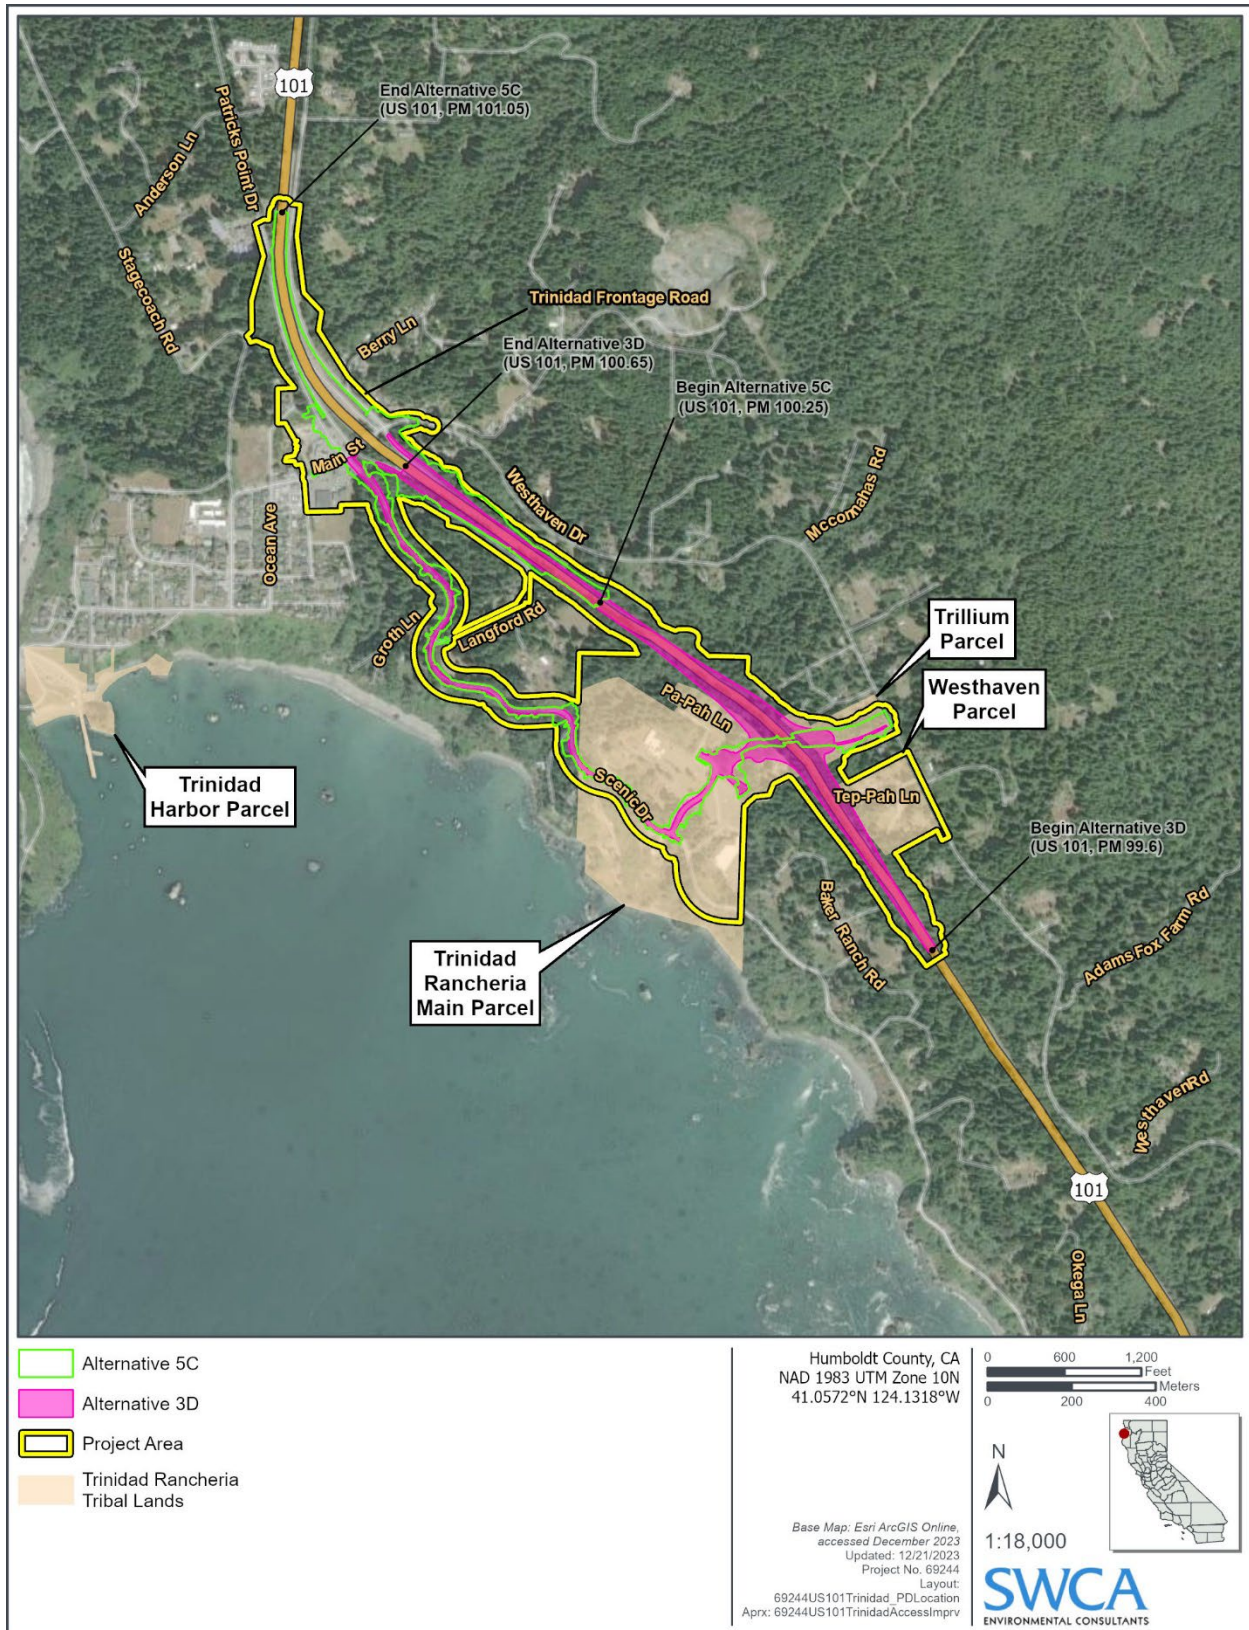 101
End Alternative 5C
(US 101, PM 101.05)
Patricks Point Dr
Anderson Ln
Stagecoach Rd
Trinidad Frontage Road
Berry Ln
End Alternative 3D
(US 101, PM 100.65)
Begin Alternative 5C
(US 101, PM 100.25)
Main St
Westhaven Dr
Mccomahas Rd
Ocean Ave
Groth Ln
Langford Rd
Trillium
Parcel
Westhaven
Parcel
Pa-Pah Ln
Trinidad
Harbor Parcel
Scenic Dr
Tep-Pah Ln
Begin Alternative 3D
(US 101, PM 99.6)
Baker Ranch Rd
Adams Fox Farm Rd
Trinidad
Rancheria
Main Parcel
Westhaven Rd
101
Okega Ln
Alternative 5C
Alternative 3D
Project Area
Trinidad Rancheria
Tribal Lands
Humboldt County, CA
NAD 1983 UTM Zone 10N
41.0572°N 124.1318°W
Base Map: Esri ArcGIS Online,
accessed December 2023
Updated: 12/21/2023
Project No. 69244
Layout:
69244US101Trinidad_PDLocation
Aprx: 69244US101TrinidadAccessImprv
0 600 1,200
Feet
Meters
0 200 400
N
1:18,000
SWCA
ENVIRONMENTAL CONSULTANTS